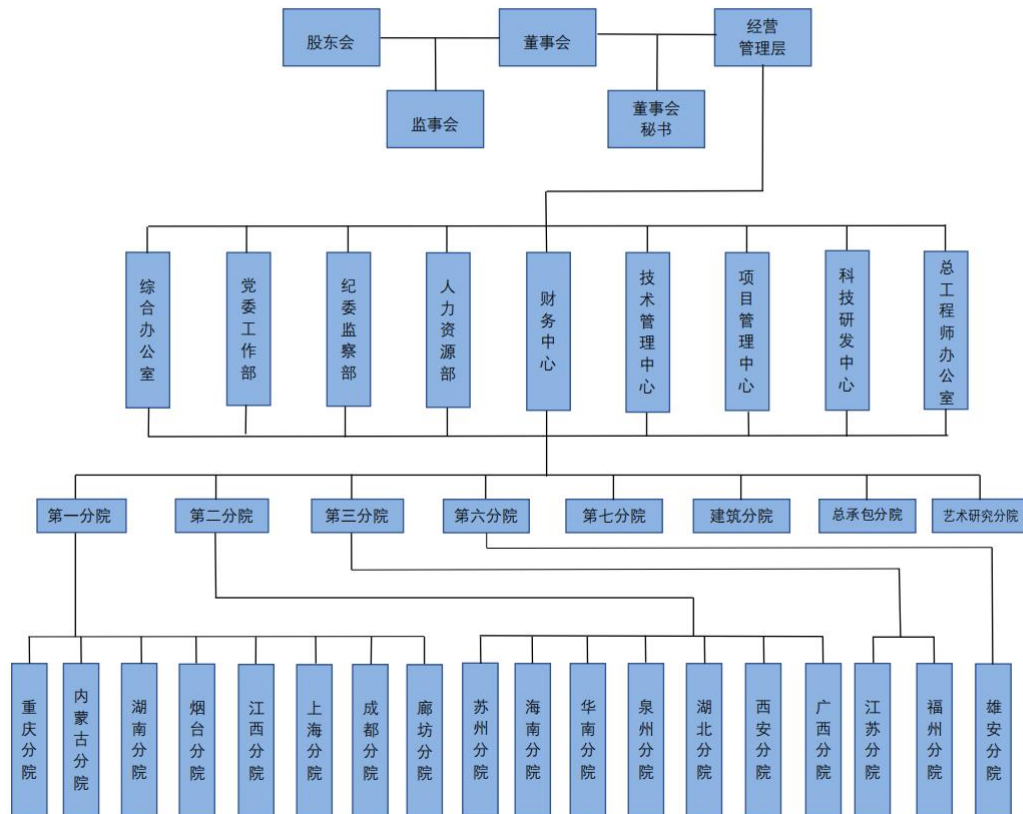 股东会
董事会
经营
管理层
监事会
董事会
秘书
综合办公室
党委工作部
纪委监察部
人力资源部
财务中心
技术管理中心
项目管理中心
科技研发中心
总工程师办公室
第一分院
第二分院
第三分院
第六分院
第七分院
建筑分院
总承包分院
艺术研究分院
重庆分院
内蒙古分院
湖南分院
烟台分院
江西分院
上海分院
成都分院
廊坊分院
苏州分院
海南分院
华南分院
泉州分院
湖北分院
西安分院
广西分院
江苏分院
福州分院
雄安分院